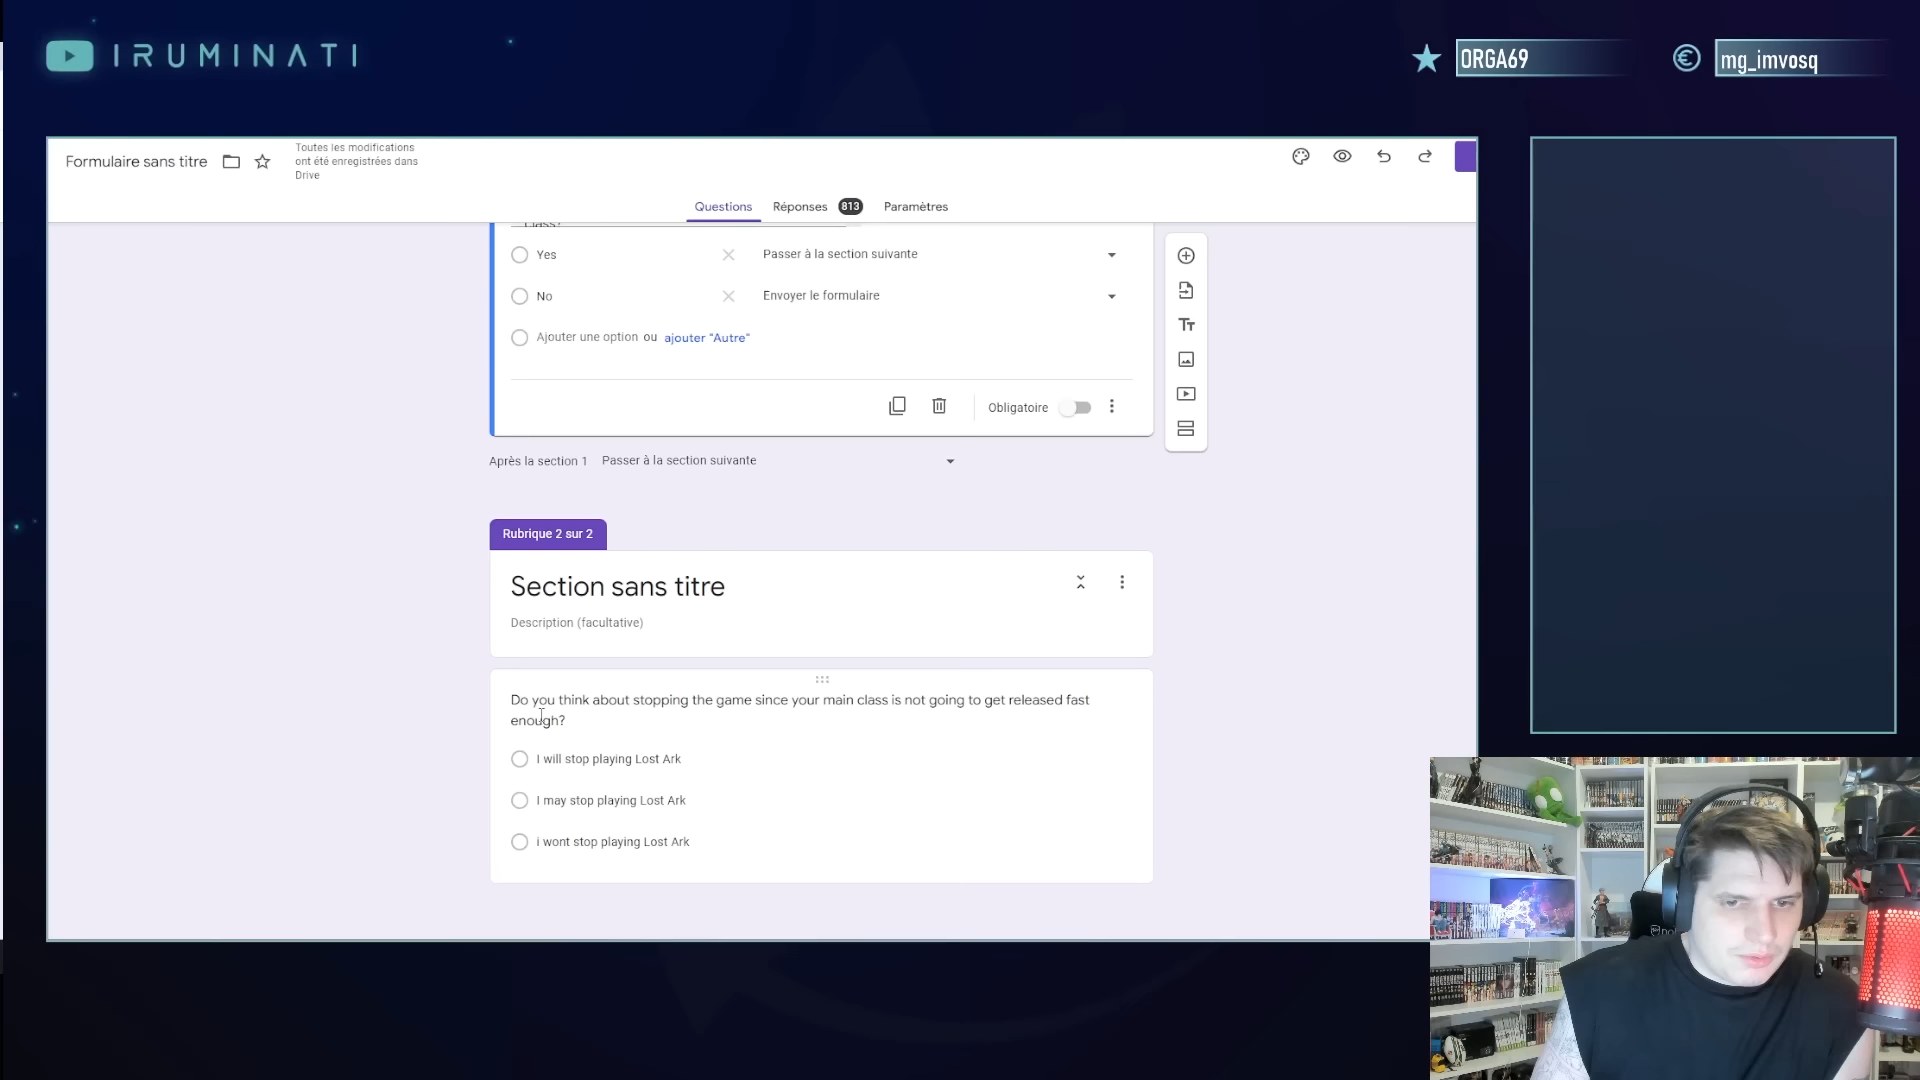 IRUMINATI
ORGA69
mg_imvosq
Formulaire sans titre
Toutes les modifications
ont été enregistrées dans
Drive
Questions
Réponses 813
Paramètres
Class?
Yes
Passer à la section suivante
No
Envoyer le formulaire
Ajouter une option ou ajouter "Autre"
Obligatoire
Après la section 1 Passer à la section suivante
Rubrique 2 sur 2
Section sans titre
Description (facultative)
Do you think about stopping the game since your main class is not going to get released fast
enough?
I will stop playing Lost Ark
I may stop playing Lost Ark
i wont stop playing Lost Ark